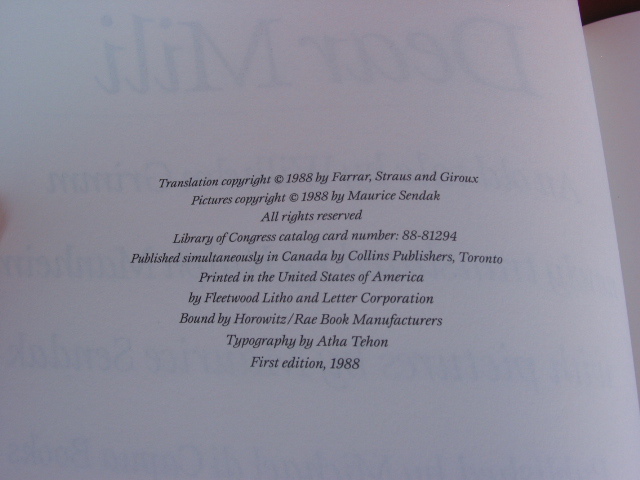 Dear Mili
Translation copyright © 1988 by Farrar, Straus and Giroux
Pictures copyright © 1988 by Maurice Sendak
All rights reserved
Library of Congress catalog card number: 88-81294
Published simultaneously in Canada by Collins Publishers, Toronto
Printed in the United States of America
by Fleetwood Litho and Letter Corporation
Bound by Horowitz/Rae Book Manufacturers
Typography by Atha Tehon
First edition, 1988